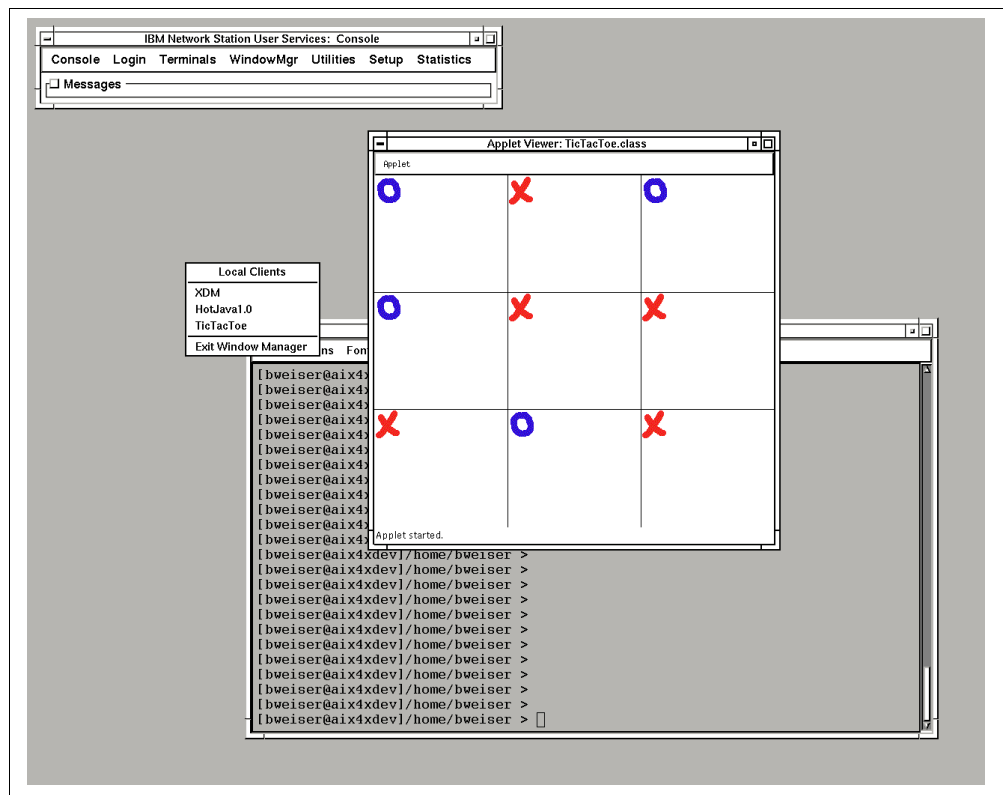 IBM Network Station User Services: Console
Console Login Terminals WindowMgr Utilities Setup Statistics
Messages
Applet Viewer: TicTacToe.class
Applet
O X O
O X X
X O X
Applet started.
Local Clients
XDM
HotJava1.0
TicTacToe
Exit Window Manager
ns Fon
[bweiser@aix4x
[bweiser@aix4x
[bweiser@aix4x
[bweiser@aix4x
[bweiser@aix4x
[bweiser@aix4x
[bweiser@aix4x
[bweiser@aix4x
[bweiser@aix4x
[bweiser@aix4x
[bweiser@aix4x
[bweiser@aix4x
[bweiser@aix4xdev]/home/bweiser >
[bweiser@aix4xdev]/home/bweiser >
[bweiser@aix4xdev]/home/bweiser >
[bweiser@aix4xdev]/home/bweiser >
[bweiser@aix4xdev]/home/bweiser >
[bweiser@aix4xdev]/home/bweiser >
[bweiser@aix4xdev]/home/bweiser >
[bweiser@aix4xdev]/home/bweiser >
[bweiser@aix4xdev]/home/bweiser >
[bweiser@aix4xdev]/home/bweiser >
[bweiser@aix4xdev]/home/bweiser >
[bweiser@aix4xdev]/home/bweiser >